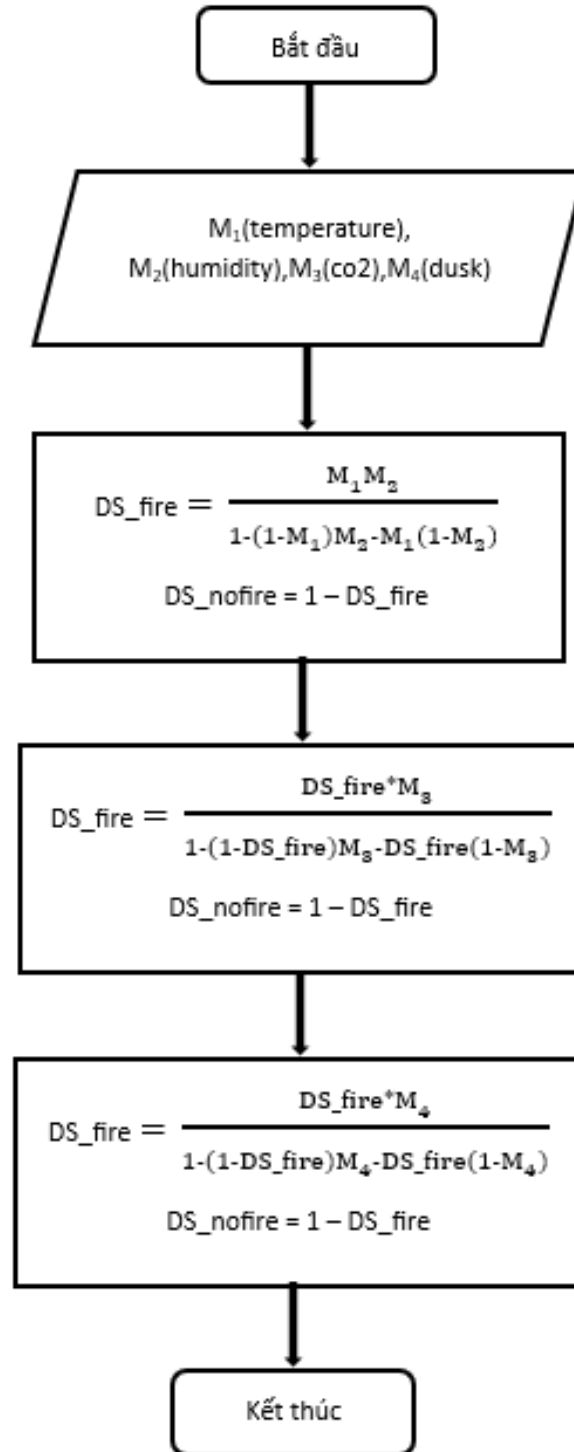 Bắt đầu
M₁(temperature),
M₂(humidity),M₃(co2),M₄(dusk)
DS_fire = M₁M₂ / 1-(1-M₁)M₂-M₁(1-M₂)
DS_nofire = 1 – DS_fire
DS_fire = DS_fire*M₃ / 1-(1-DS_fire)M₃-DS_fire(1-M₃)
DS_nofire = 1 – DS_fire
DS_fire = DS_fire*M₄ / 1-(1-DS_fire)M₄-DS_fire(1-M₄)
DS_nofire = 1 – DS_fire
Kết thúc